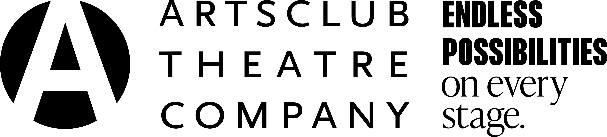 A
ARTSCLUB
THEATRE
COMPANY
ENDLESS
POSSIBILITIES
on every
stage.